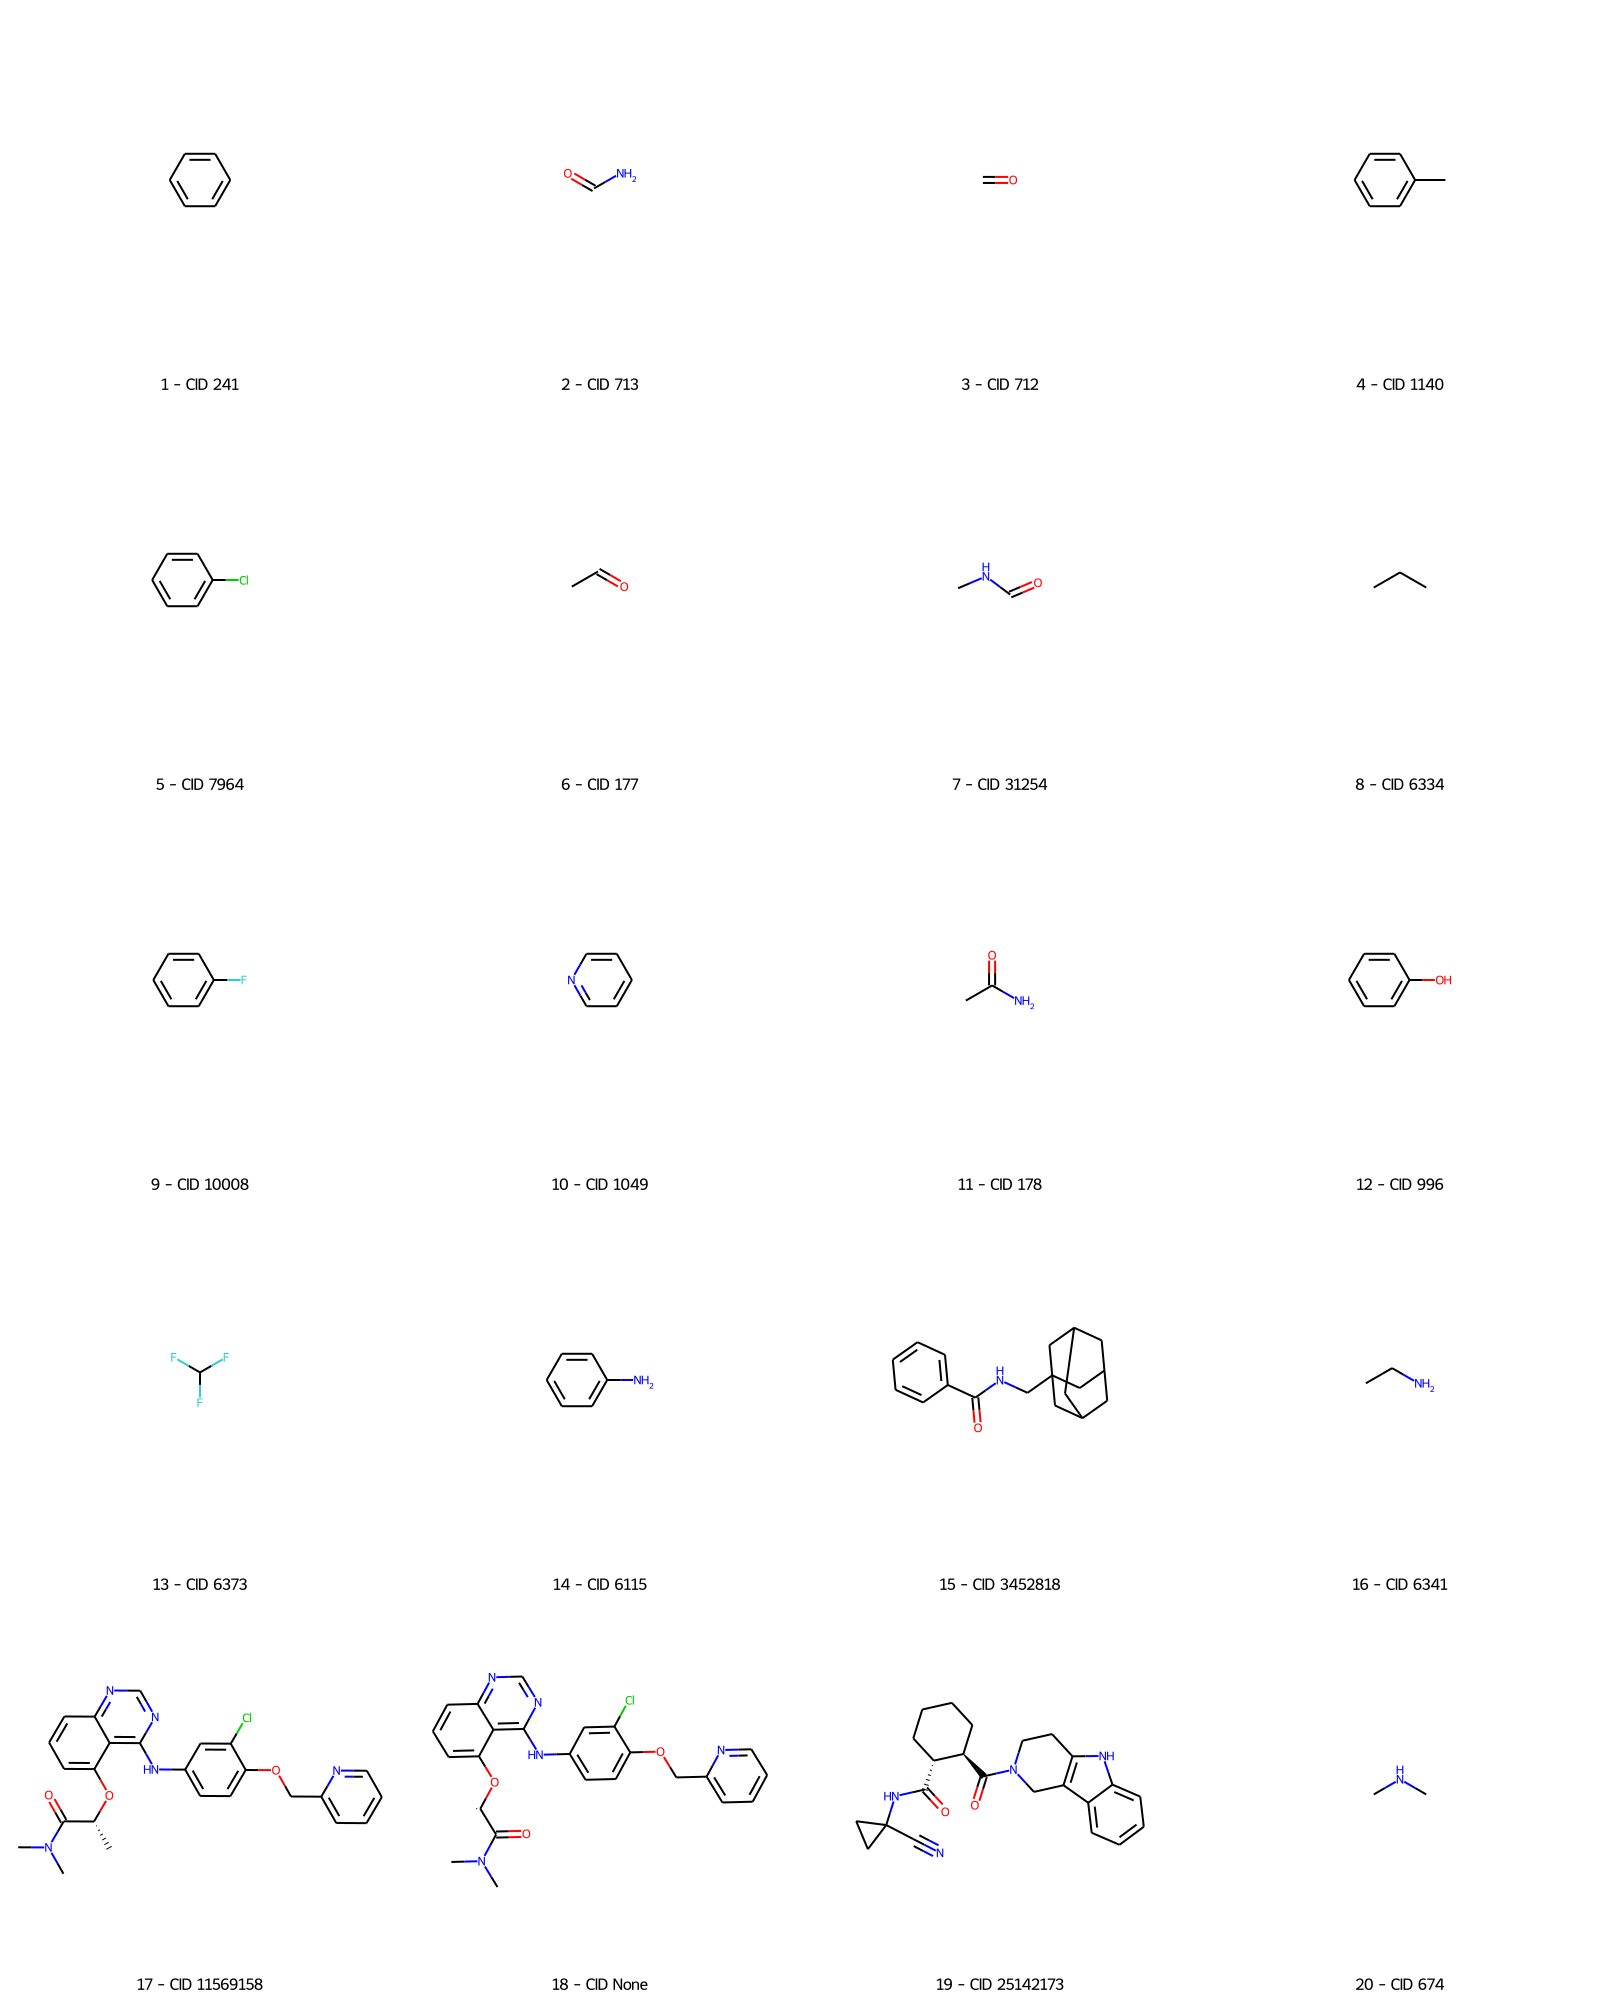 O NH2 O
1 - CID 241 2 - CID 713 3 - CID 712 4 - CID 1140
Cl O H N O
5 - CID 7964 6 - CID 177 7 - CID 31254 8 - CID 6334
F N O NH2 OH
9 - CID 10008 10 - CID 1049 11 - CID 178 12 - CID 996
F F F NH2 H N O NH2
13 - CID 6373 14 - CID 6115 15 - CID 3452818 16 - CID 6341
N N Cl HN O N O O N
N N Cl HN O N O O N
HN O O N NH N
H N
17 - CID 11569158 18 - CID None 19 - CID 25142173 20 - CID 674